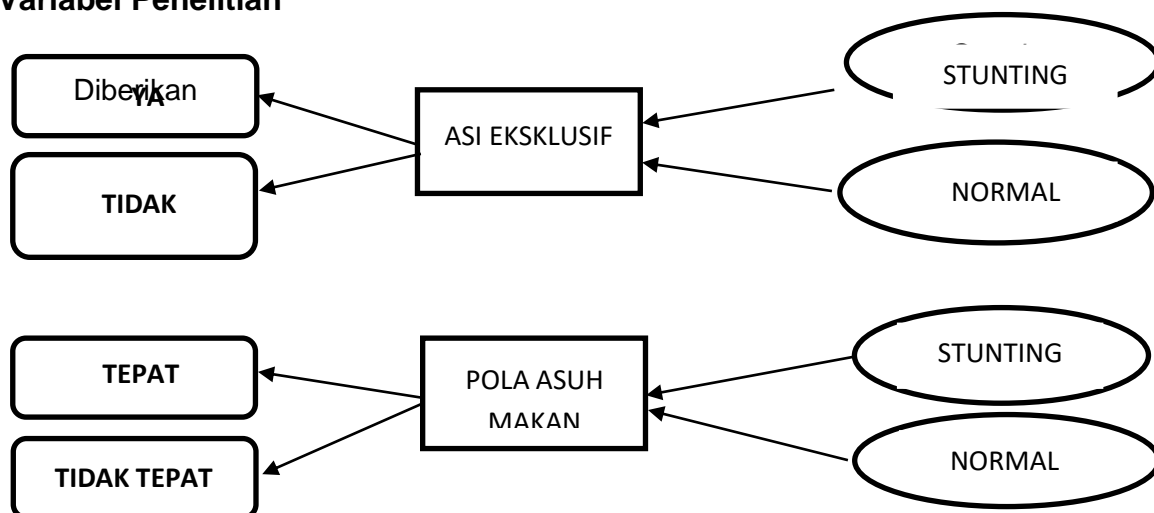 Variabel Penelitian
Diberikan
YA
ASI EKSKLUSIF
STUNTING
TIDAK
NORMAL
TEPAT
POLA ASUH
MAKAN
STUNTING
TIDAK TEPAT
NORMAL